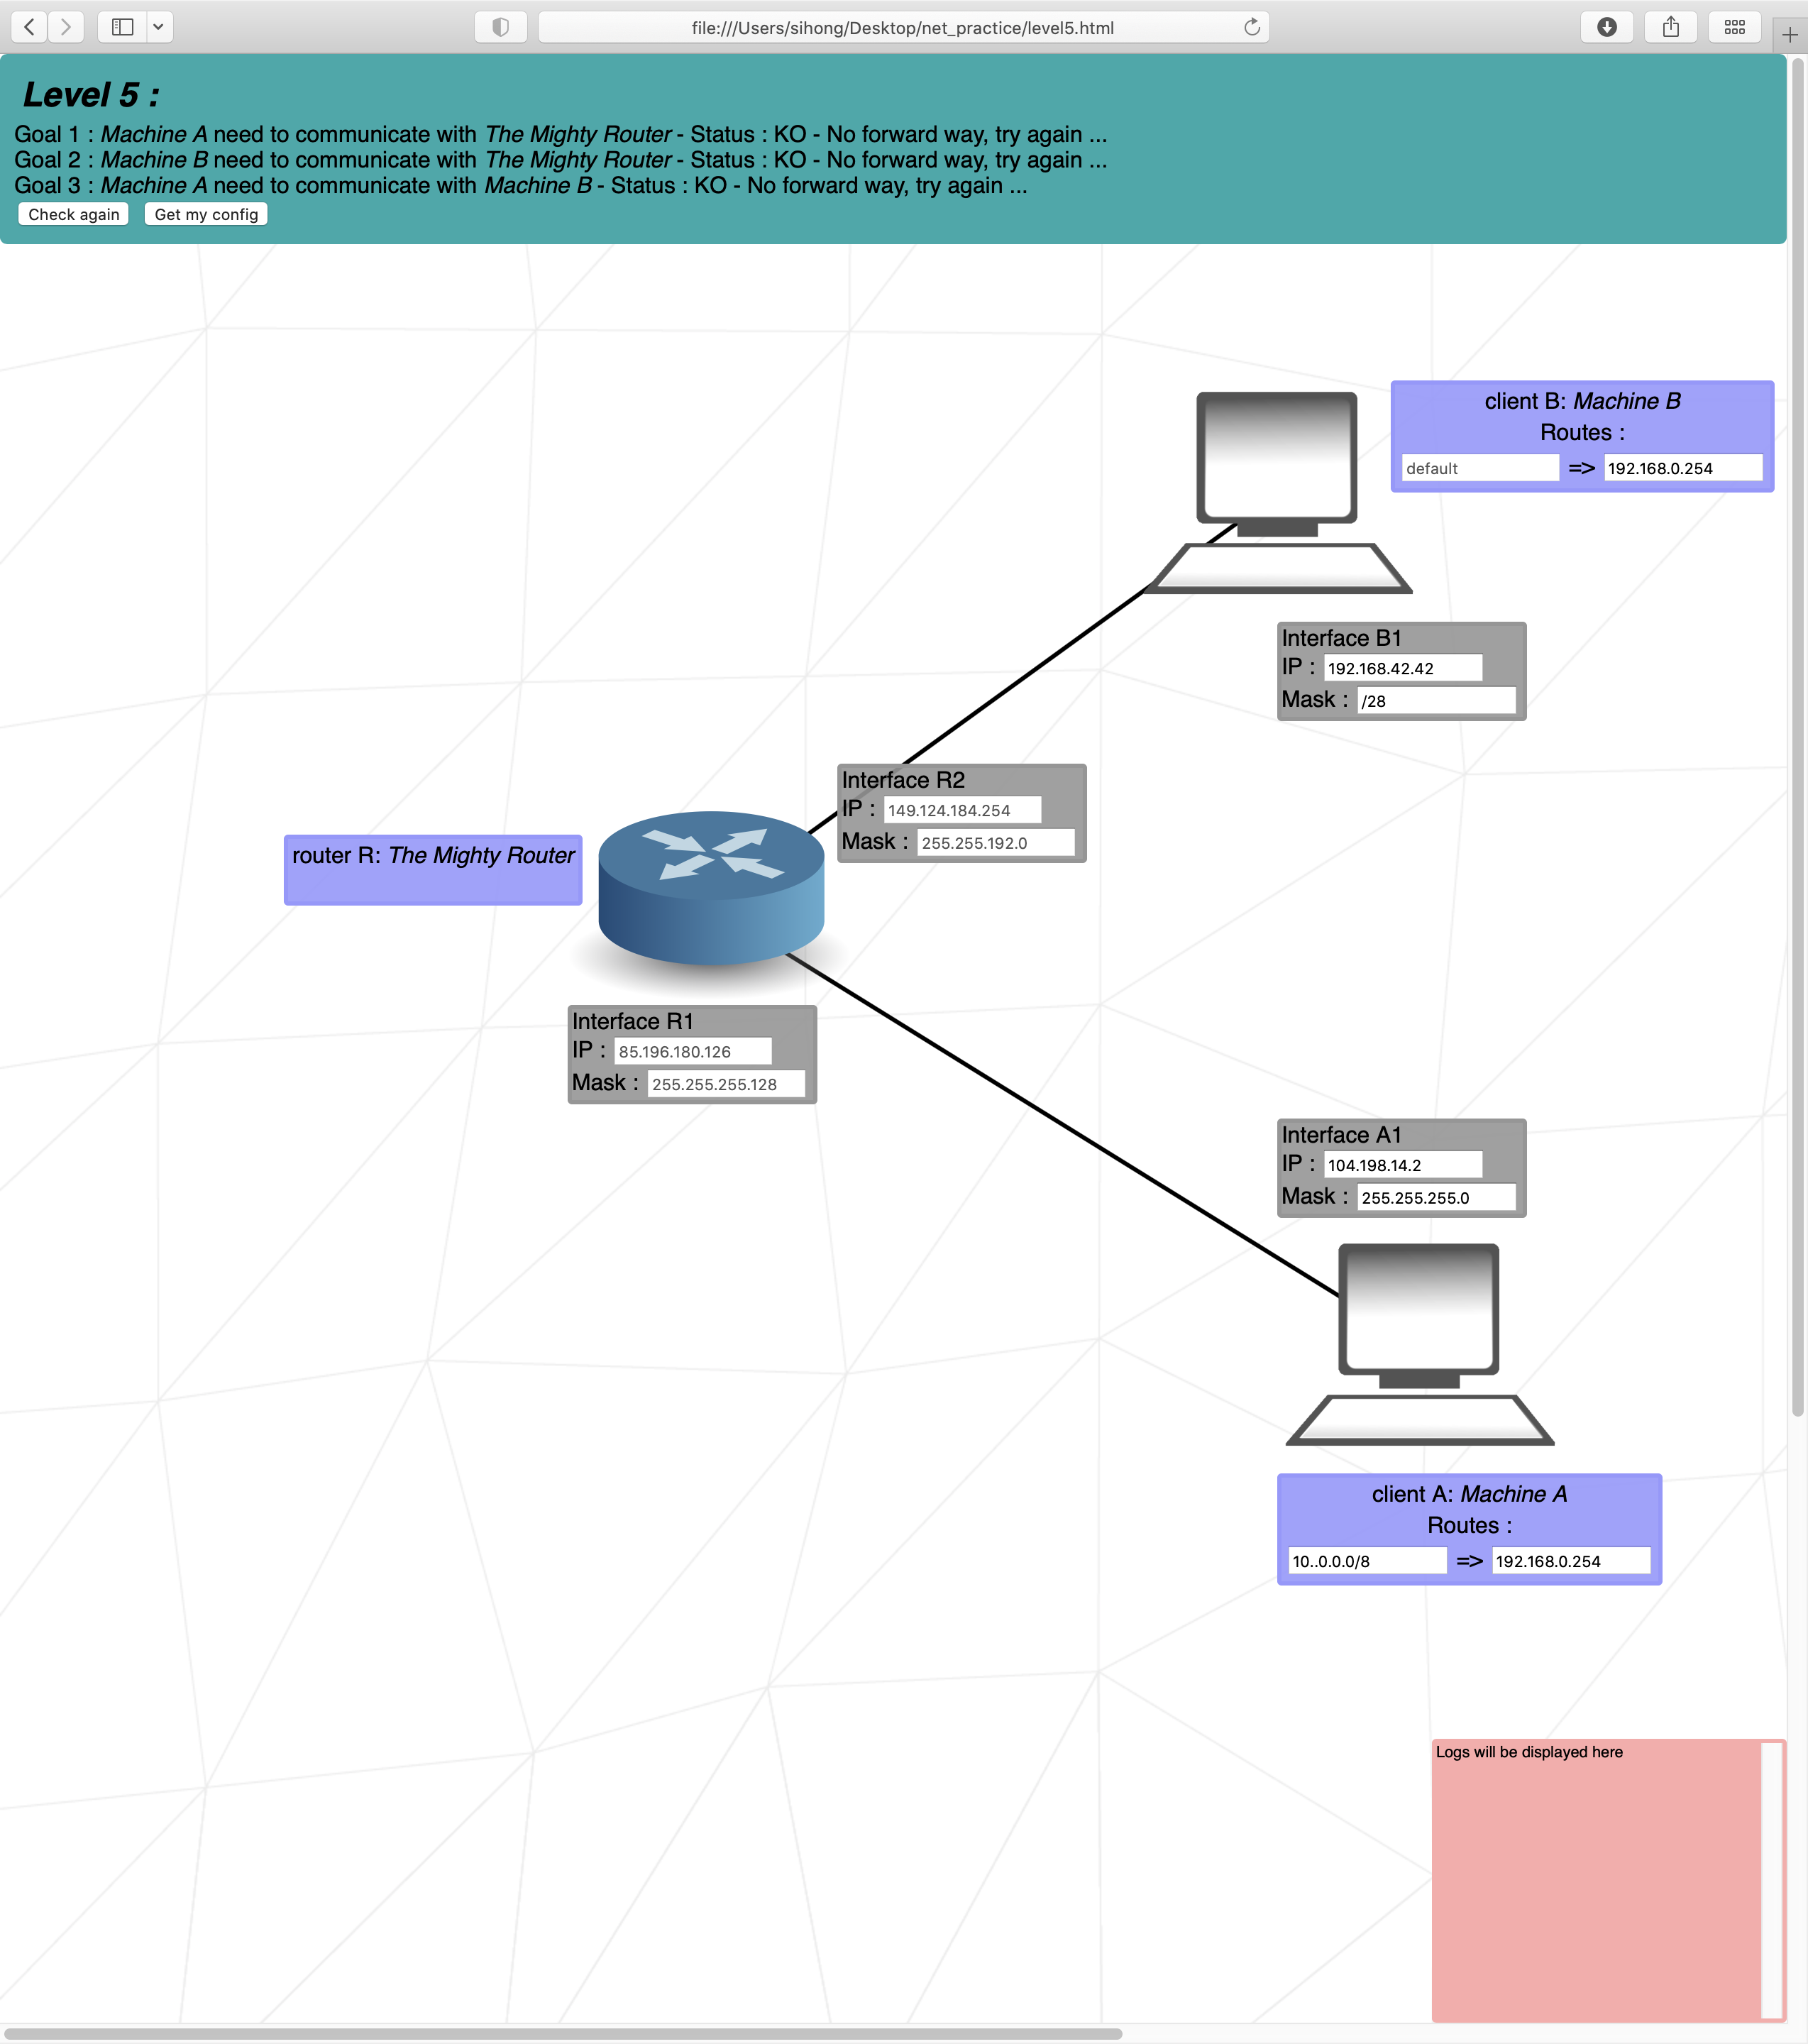 file:///Users/sihong/Desktop/net_practice/level5.html
Level 5 :
Goal 1 : Machine A need to communicate with The Mighty Router - Status : KO - No forward way, try again ...
Goal 2 : Machine B need to communicate with The Mighty Router - Status : KO - No forward way, try again ...
Goal 3 : Machine A need to communicate with Machine B - Status : KO - No forward way, try again ...
Check again Get my config
client B: Machine B
Routes :
default => 192.168.0.254
Interface B1
IP : 192.168.42.42
Mask : /28
Interface R2
IP : 149.124.184.254
Mask : 255.255.192.0
router R: The Mighty Router
Interface R1
IP : 85.196.180.126
Mask : 255.255.255.128
Interface A1
IP : 104.198.14.2
Mask : 255.255.255.0
client A: Machine A
Routes :
10..0.0.0/8 => 192.168.0.254
Logs will be displayed here